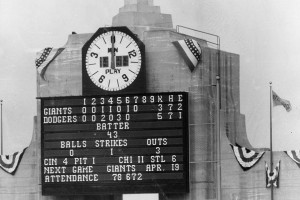 PLAY
1 2 3 4 5 6 7 8 9 R H E
GIANTS 0 0 1 1 0 1 0 3 7 2
DODGERS 0 0 2 0 3 0 5 7 1
BATTER
43
BALLS STRIKES OUTS
0 1 3
CIN 4 PIT 1 CHI 11 STL 6
NEXT GAME GIANTS APR. 19
ATTENDANCE 78 672